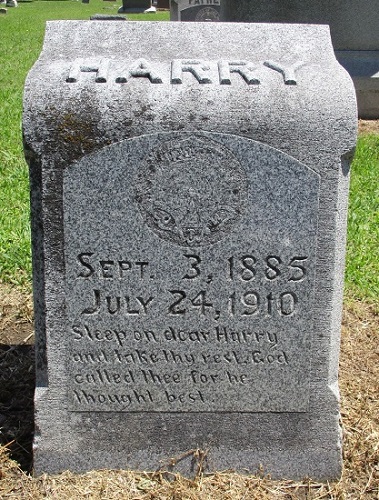 PAYNE
HARRY
SEPT. 3, 1885
JULY 24, 1910
Sleep on dear Harry
and take thy rest. God
called thee for he
thought best.